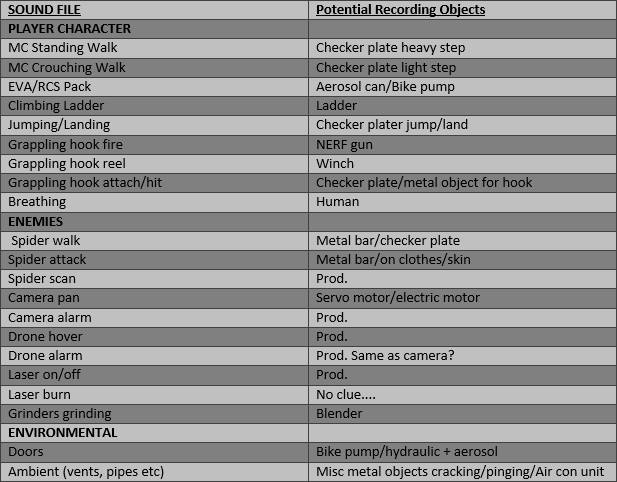 SOUND FILE Potential Recording Objects
PLAYER CHARACTER
MC Standing Walk Checker plate heavy step
MC Crouching Walk Checker plate light step
EVA/RCS Pack Aerosol can/Bike pump
Climbing Ladder Ladder
Jumping/Landing Checker plater jump/land
Grappling hook fire NERF gun
Grappling hook reel Winch
Grappling hook attach/hit Checker plate/metal object for hook
Breathing Human
ENEMIES
Spider walk Metal bar/checker plate
Spider attack Metal bar/on clothes/skin
Spider scan Prod.
Camera pan Servo motor/electric motor
Camera alarm Prod.
Drone hover Prod.
Drone alarm Prod. Same as camera?
Laser on/off Prod.
Laser burn No clue....
Grinders grinding Blender
ENVIRONMENTAL
Doors Bike pump/hydraulic + aerosol
Ambient (vents, pipes etc) Misc metal objects cracking/pinging/Air con unit